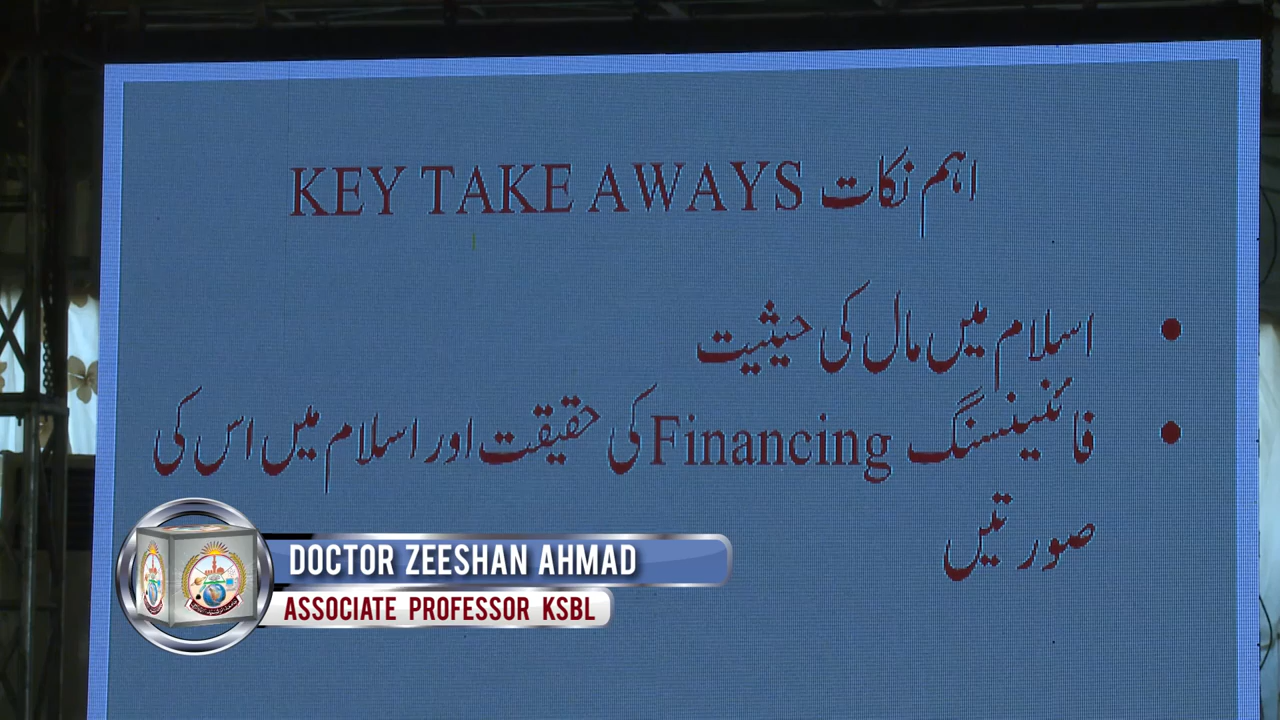 اہم نکات KEY TAKE AWAYS
• اسلام میں مال کی حیثیت
• فائنینسنگ Financing کی حقیقت اور اسلام میں اس کی
صورتیں
DOCTOR ZEESHAN AHMAD
ASSOCIATE PROFESSOR KSBL